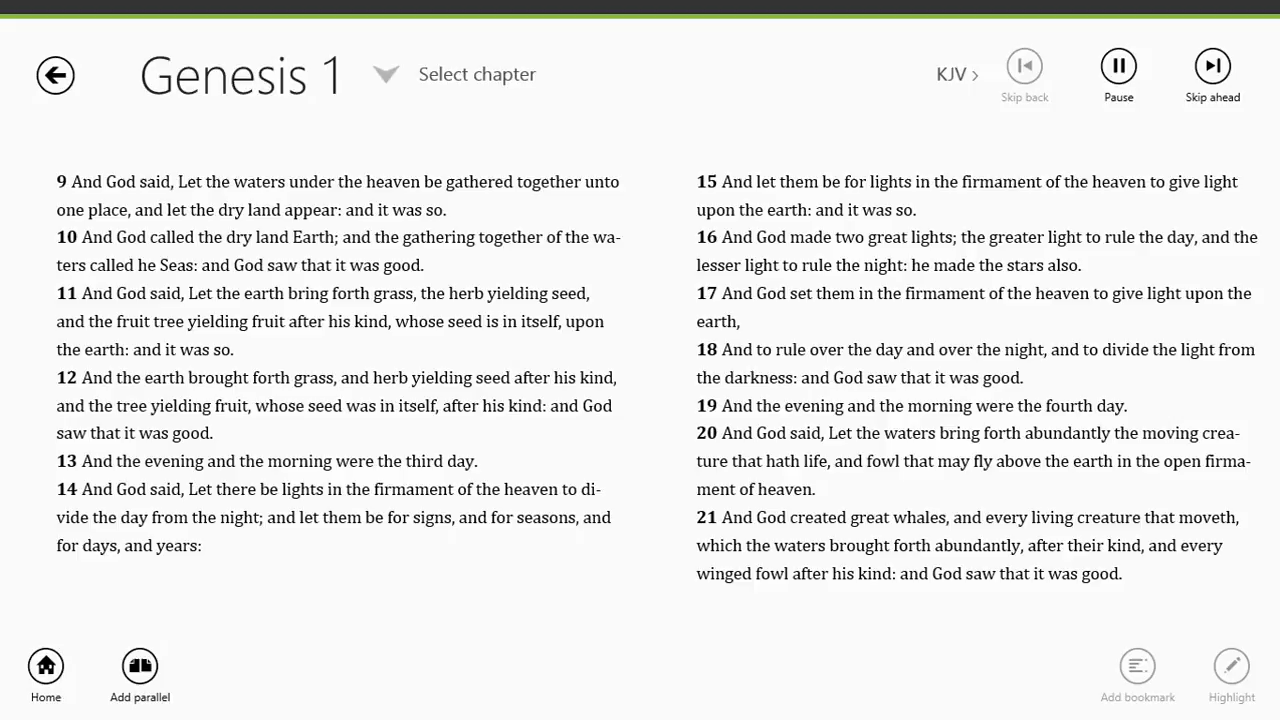 Genesis 1
Select chapter
KJV ›
Skip back
Pause
Skip ahead
9 And God said, Let the waters under the heaven be gathered together unto
one place, and let the dry land appear: and it was so.
10 And God called the dry land Earth; and the gathering together of the wa-
ters called he Seas: and God saw that it was good.
11 And God said, Let the earth bring forth grass, the herb yielding seed,
and the fruit tree yielding fruit after his kind, whose seed is in itself, upon
the earth: and it was so.
12 And the earth brought forth grass, and herb yielding seed after his kind,
and the tree yielding fruit, whose seed was in itself, after his kind: and God
saw that it was good.
13 And the evening and the morning were the third day.
14 And God said, Let there be lights in the firmament of the heaven to di-
vide the day from the night; and let them be for signs, and for seasons, and
for days, and years:
15 And let them be for lights in the firmament of the heaven to give light
upon the earth: and it was so.
16 And God made two great lights; the greater light to rule the day, and the
lesser light to rule the night: he made the stars also.
17 And God set them in the firmament of the heaven to give light upon the
earth,
18 And to rule over the day and over the night, and to divide the light from
the darkness: and God saw that it was good.
19 And the evening and the morning were the fourth day.
20 And God said, Let the waters bring forth abundantly the moving crea-
ture that hath life, and fowl that may fly above the earth in the open firma-
ment of heaven.
21 And God created great whales, and every living creature that moveth,
which the waters brought forth abundantly, after their kind, and every
winged fowl after his kind: and God saw that it was good.
Home
Add parallel
Add bookmark
Highlight